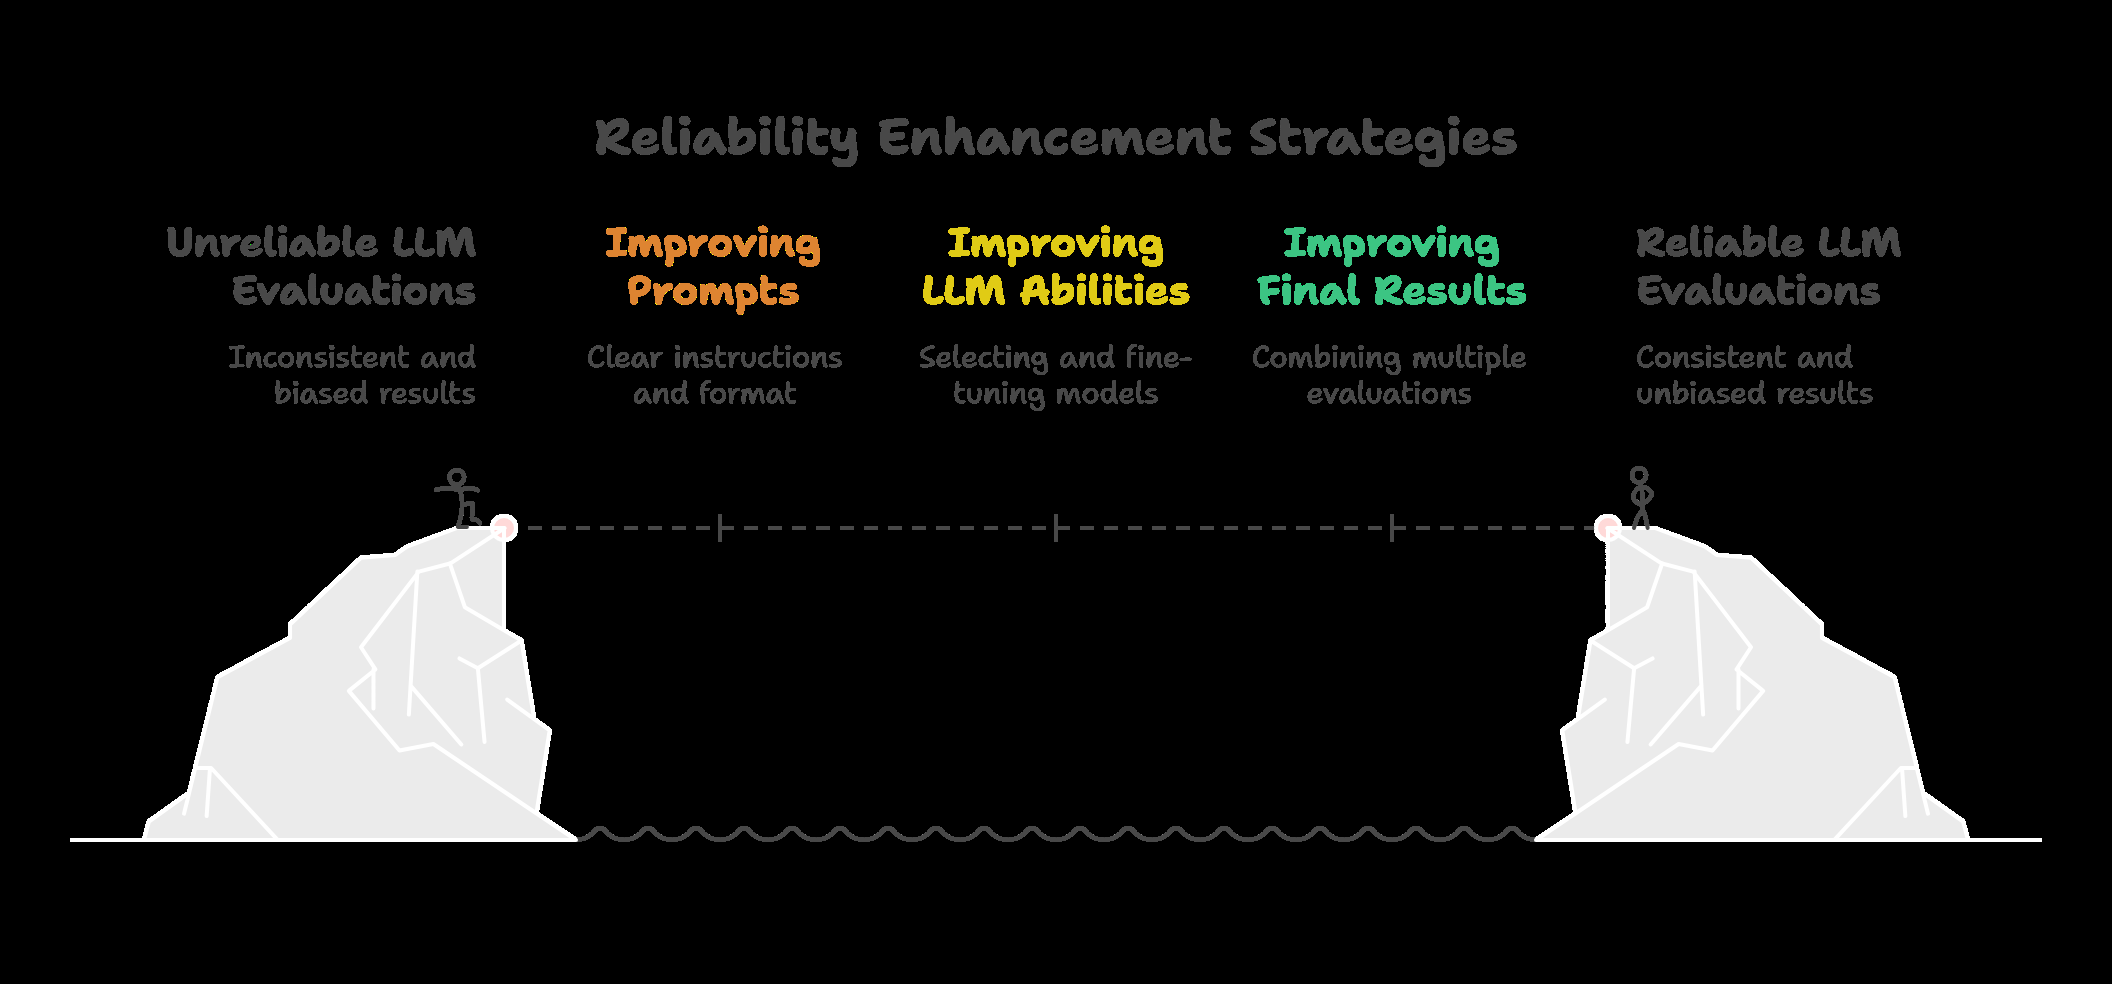 Reliability Enhancement Strategies
Unreliable LLM
Evaluations
Inconsistent and
biased results
Improving
Prompts
Clear instructions
and format
Improving
LLM Abilities
Selecting and fine-
tuning models
Improving
Final Results
Combining multiple
evaluations
Reliable LLM
Evaluations
Consistent and
unbiased results